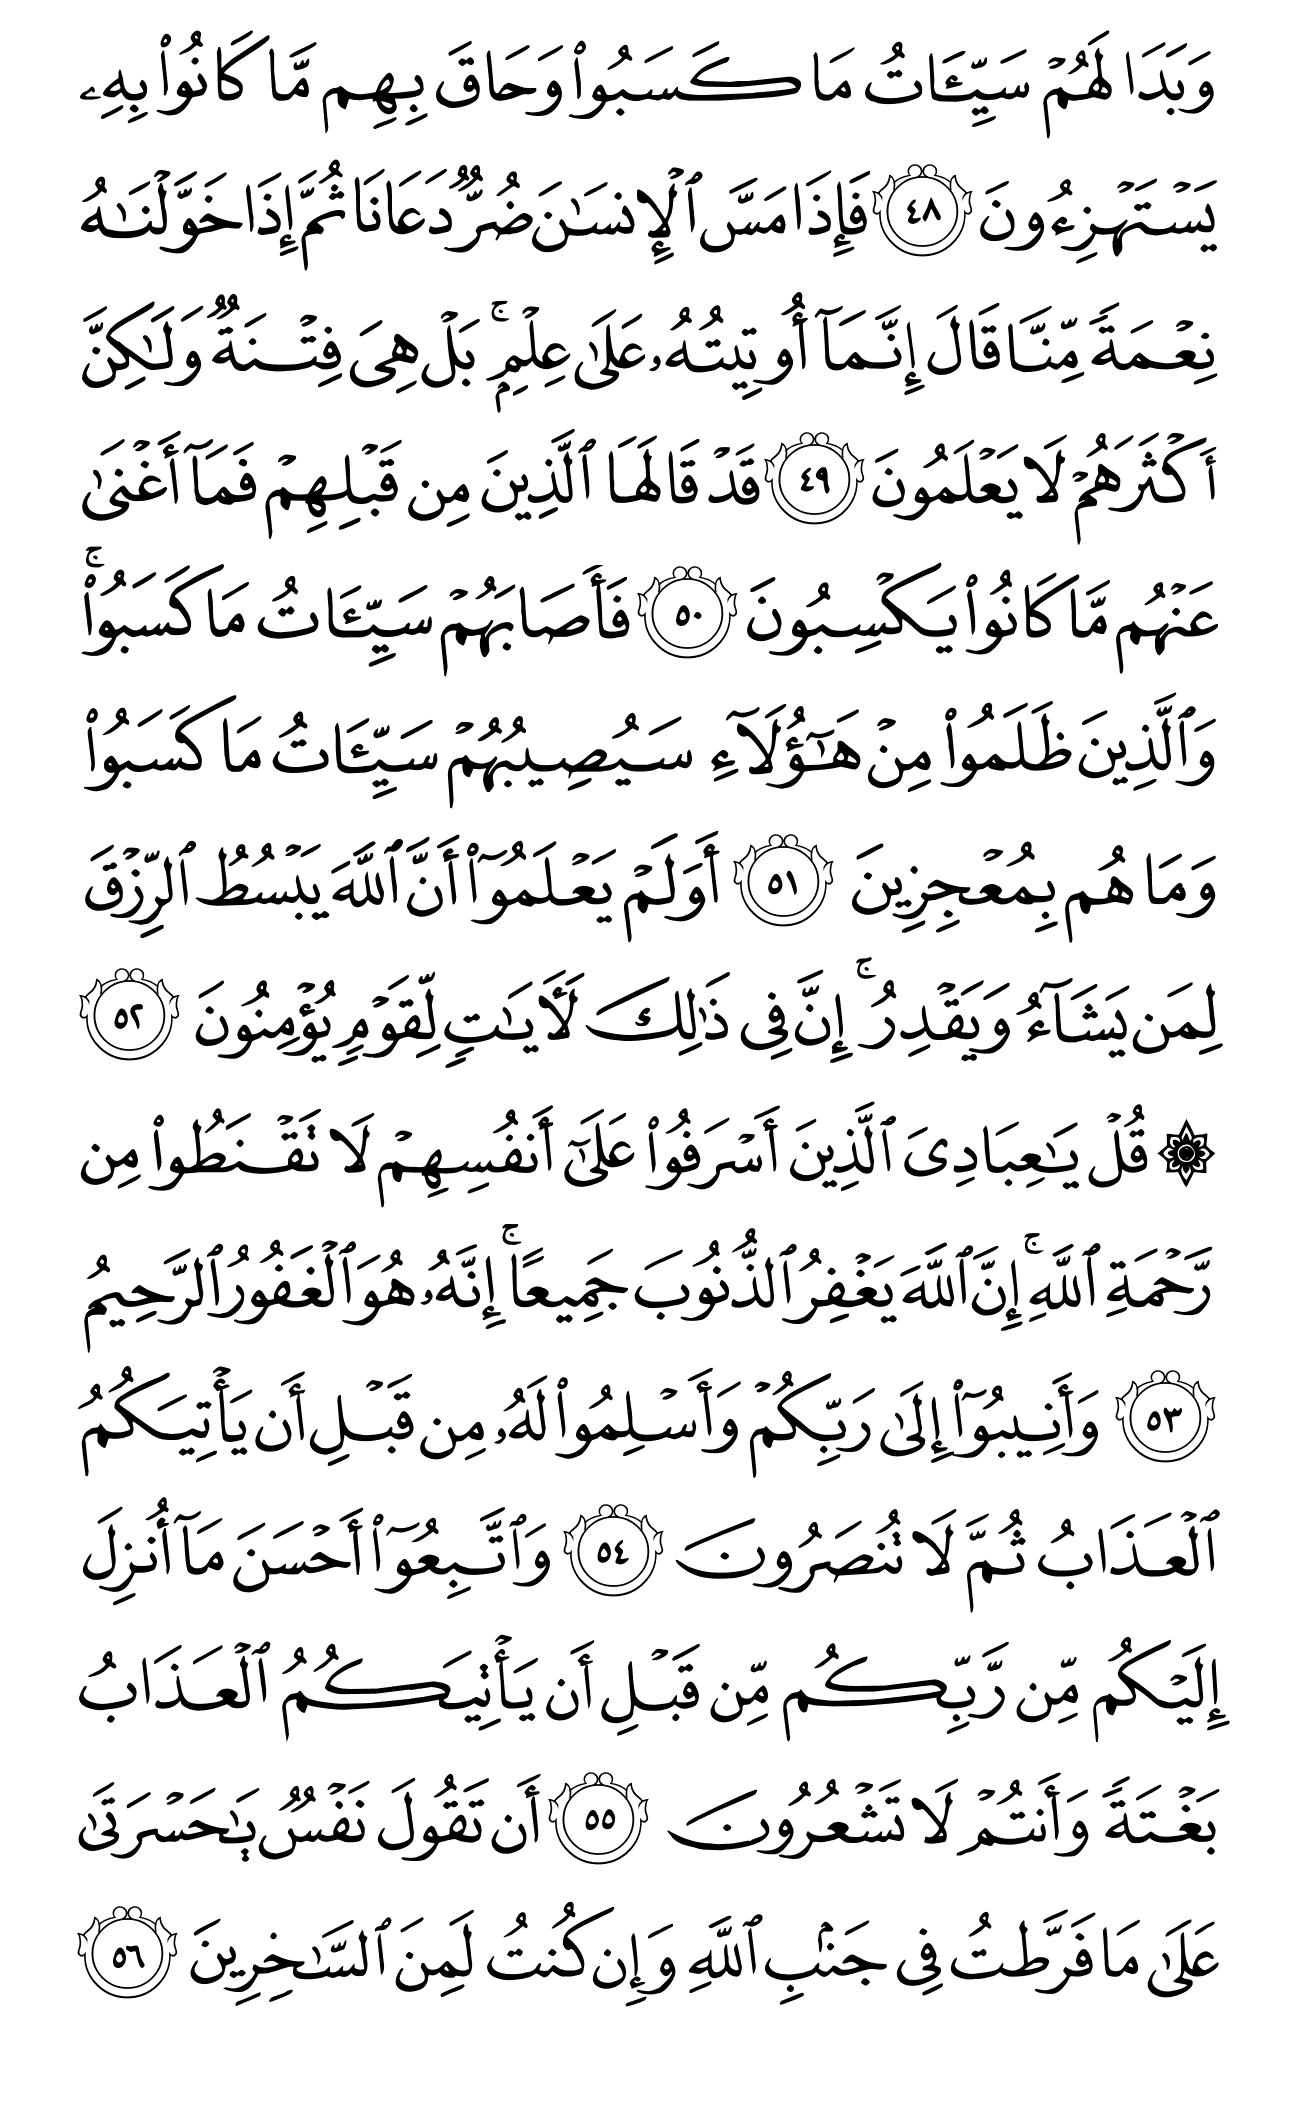 وَبَدَا لَهُمْ سَيِّـَٔاتُ مَا كَسَبُوا۟ وَحَاقَ بِهِم مَّا كَانُوا۟ بِهِۦ
يَسْتَهْزِءُونَ ٤٨ فَإِذَا مَسَّ ٱلْإِنسَـٰنَ ضُرٌّ دَعَانَا ثُمَّ إِذَا خَوَّلْنَـٰهُ
نِعْمَةً مِّنَّا قَالَ إِنَّمَآ أُوتِيتُهُۥ عَلَىٰ عِلْمٍۭ ۚ بَلْ هِىَ فِتْنَةٌ وَلَـٰكِنَّ
أَكْثَرَهُمْ لَا يَعْلَمُونَ ٤٩ قَدْ قَالَهَا ٱلَّذِينَ مِن قَبْلِهِمْ فَمَآ أَغْنَىٰ
عَنْهُم مَّا كَانُوا۟ يَكْسِبُونَ ٥٠ فَأَصَابَهُمْ سَيِّـَٔاتُ مَا كَسَبُوا۟ ۚ
وَٱلَّذِينَ ظَلَمُوا۟ مِنْ هَـٰٓؤُلَآءِ سَيُصِيبُهُمْ سَيِّـَٔاتُ مَا كَسَبُوا۟
وَمَا هُم بِمُعْجِزِينَ ٥١ أَوَلَمْ يَعْلَمُوٓا۟ أَنَّ ٱللَّهَ يَبْسُطُ ٱلرِّزْقَ
لِمَن يَشَآءُ وَيَقْدِرُ ۚ إِنَّ فِى ذَٰلِكَ لَـَٔايَـٰتٍ لِّقَوْمٍ يُؤْمِنُونَ ٥٢
۞ قُلْ يَـٰعِبَادِىَ ٱلَّذِينَ أَسْرَفُوا۟ عَلَىٰٓ أَنفُسِهِمْ لَا تَقْنَطُوا۟ مِن
رَّحْمَةِ ٱللَّهِ ۚ إِنَّ ٱللَّهَ يَغْفِرُ ٱلذُّنُوبَ جَمِيعًا ۚ إِنَّهُۥ هُوَ ٱلْغَفُورُ ٱلرَّحِيمُ
٥٣ وَأَنِيبُوٓا۟ إِلَىٰ رَبِّكُمْ وَأَسْلِمُوا۟ لَهُۥ مِن قَبْلِ أَن يَأْتِيَكُمُ
ٱلْعَذَابُ ثُمَّ لَا تُنصَرُونَ ٥٤ وَٱتَّبِعُوٓا۟ أَحْسَنَ مَآ أُنزِلَ
إِلَيْكُم مِّن رَّبِّكُم مِّن قَبْلِ أَن يَأْتِيَكُمُ ٱلْعَذَابُ
بَغْتَةً وَأَنتُمْ لَا تَشْعُرُونَ ٥٥ أَن تَقُولَ نَفْسٌ يَـٰحَسْرَتَىٰ
عَلَىٰ مَا فَرَّطتُ فِى جَنۢبِ ٱللَّهِ وَإِن كُنتُ لَمِنَ ٱلسَّـٰخِرِينَ ٥٦